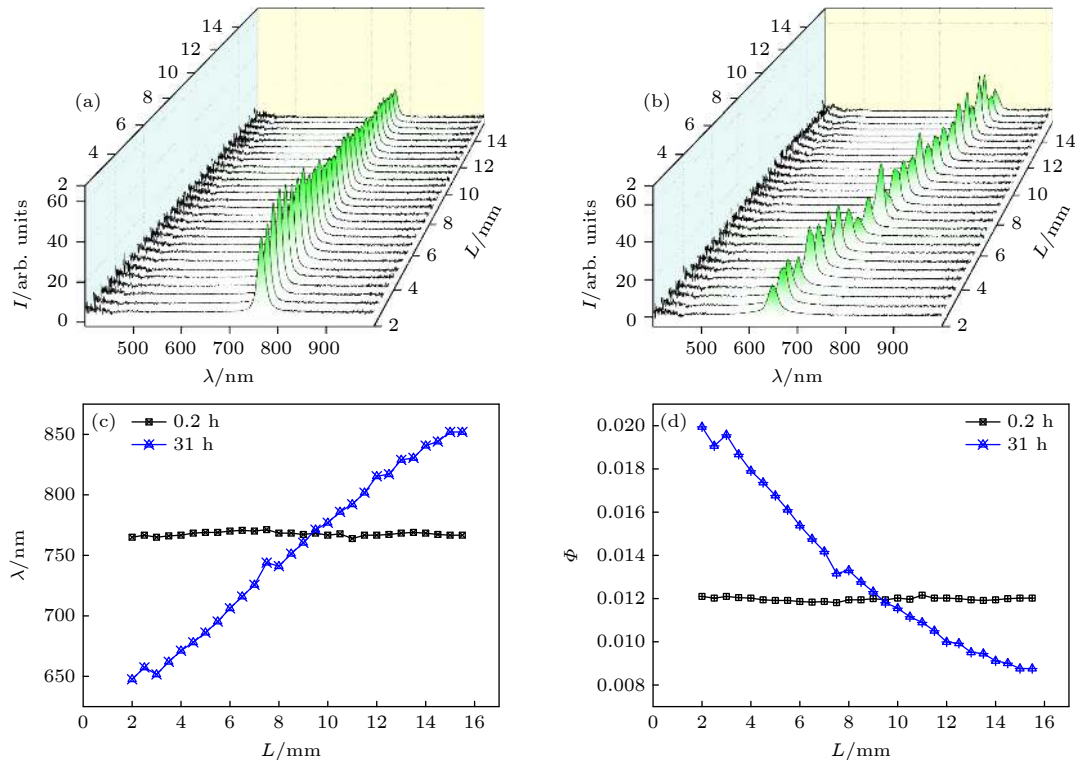 (a)
14
12
10
8
6
4
2
60
40
20
0
I/arb. units
500 600 700 800 900
λ/nm
2
4
6
8
10
12
14
L/mm
(b)
14
12
10
8
6
4
2
60
40
20
0
I/arb. units
500 600 700 800 900
λ/nm
2
4
6
8
10
12
14
L/mm
(c)
0.2 h
31 h
850
800
750
700
650
λ/nm
0 2 4 6 8 10 12 14 16
L/mm
(d)
0.2 h
31 h
0.020
0.018
0.016
0.014
0.012
0.010
0.008
Φ
0 2 4 6 8 10 12 14 16
L/mm